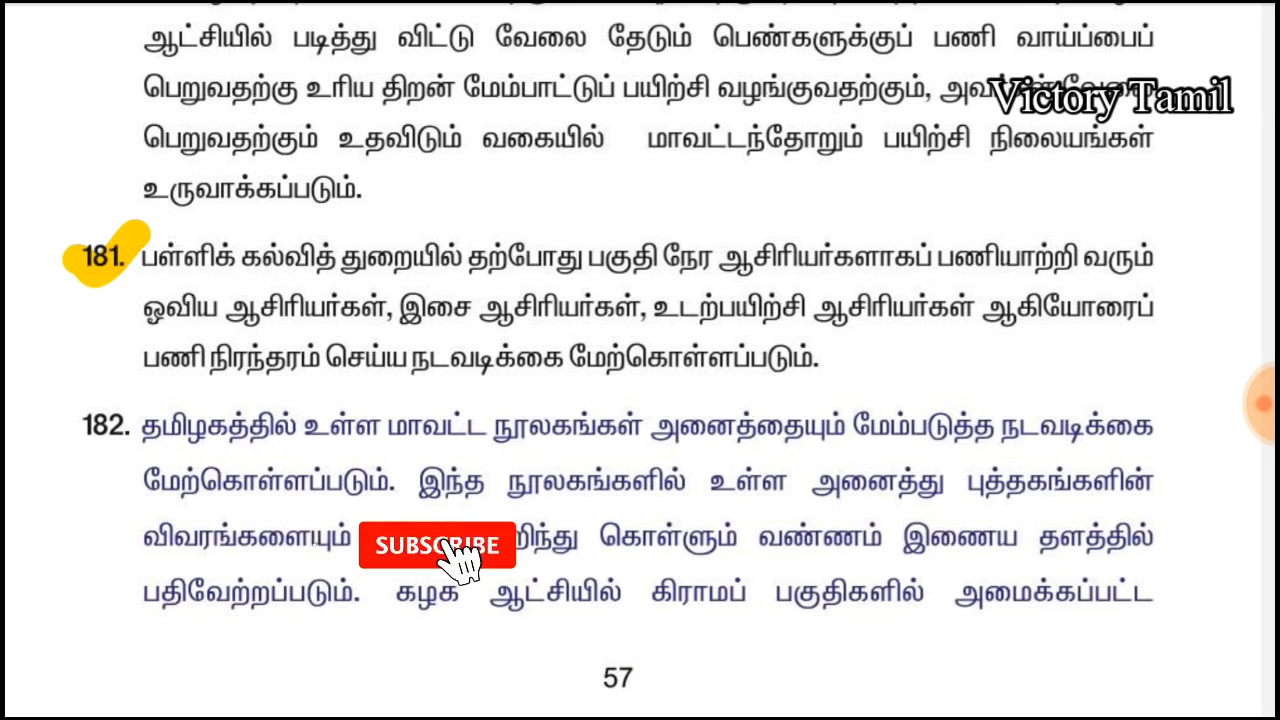 ஆட்சியில் படித்து விட்டு வேலை தேடும் பெண்களுக்குப் பணி வாய்ப்பைப்
பெறுவதற்கு உரிய திறன் மேம்பாட்டுப் பயிற்சி வழங்குவதற்கும்,
Victory Tamil
பெறுவதற்கும் உதவிடும் வகையில் மாவட்டந்தோறும் பயிற்சி நிலையங்கள்
உருவாக்கப்படும்.
181. பள்ளிக் கல்வித் துறையில் தற்போது பகுதி நேர ஆசிரியர்களாகப் பணியாற்றி வரும்
ஓவிய ஆசிரியர்கள், இசை ஆசிரியர்கள், உடற்பயிற்சி ஆசிரியர்கள் ஆகியோரைப்
பணி நிரந்தரம் செய்ய நடவடிக்கை மேற்கொள்ளப்படும்.
182. தமிழகத்தில் உள்ள மாவட்ட நூலகங்கள் அனைத்தையும் மேம்படுத்த நடவடிக்கை
மேற்கொள்ளப்படும். இந்த நூலகங்களில் உள்ள அனைத்து புத்தகங்களின்
விவரங்களையும் SUBSCRIBE கொள்ளும் வண்ணம் இணைய தளத்தில்
பதிவேற்றப்படும். கழக ஆட்சியில் கிராமப் பகுதிகளில் அமைக்கப்பட்ட
57